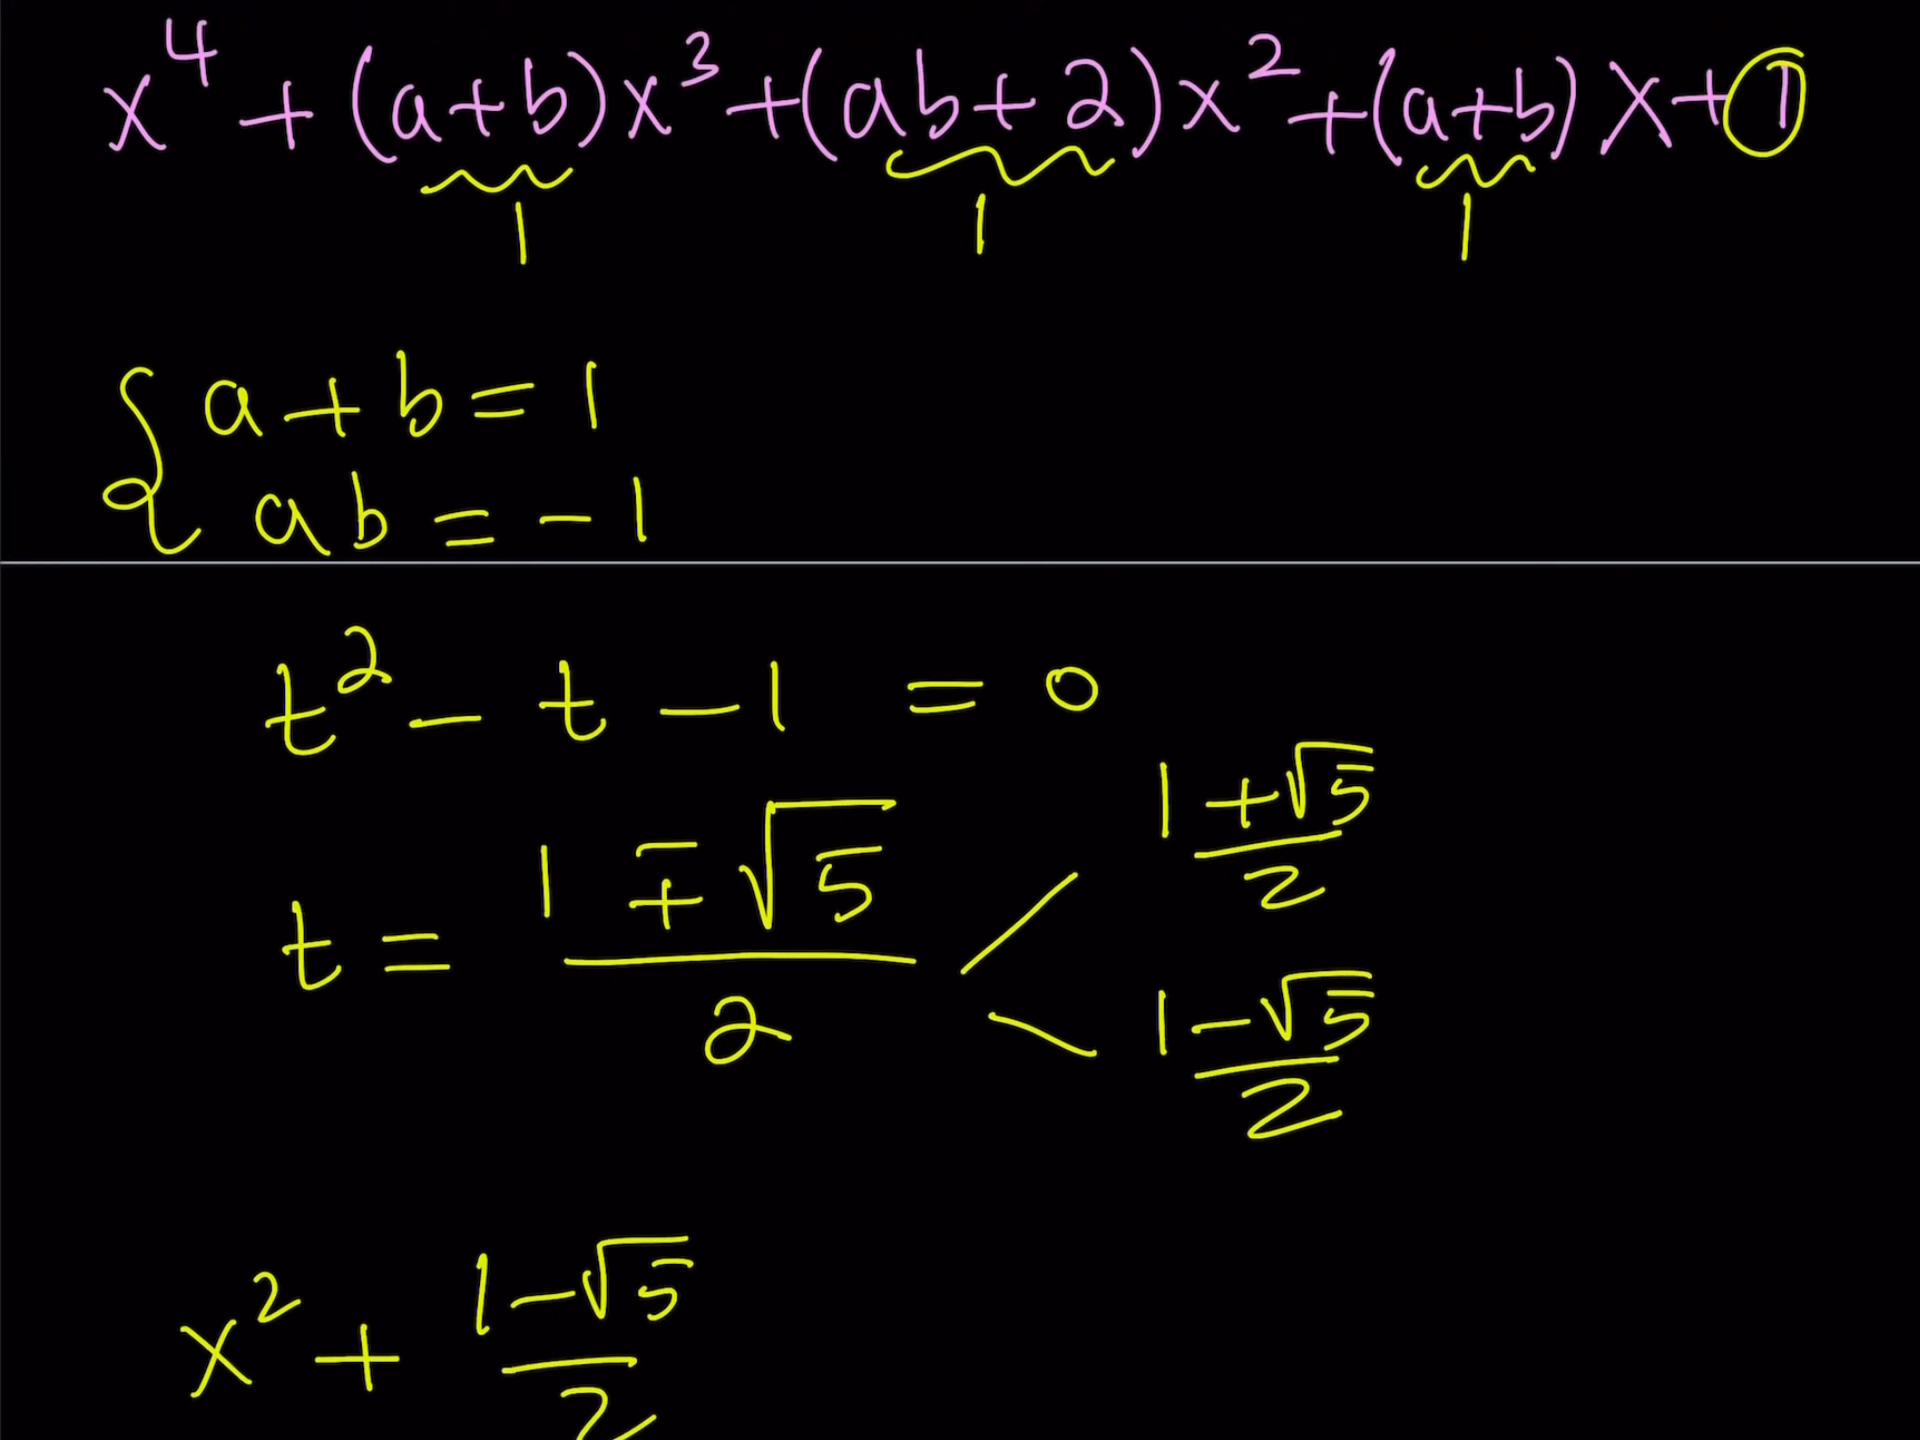 x⁴ + (a+b)x³ + (ab+2)x² + (a+b)x + 1
1 1 1
{ a + b = 1
ab = -1
t² - t - 1 = 0
t = (1 ∓ √5)/2
(1+√5)/2
(1-√5)/2
x² + (1-√5)/2